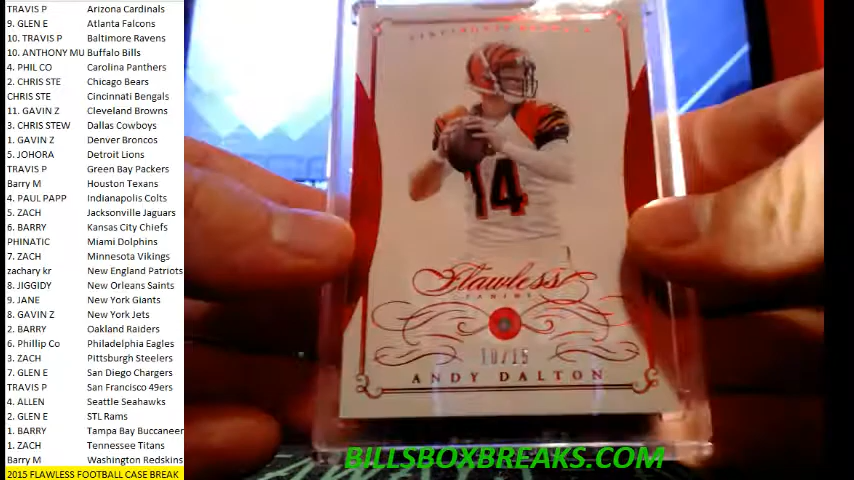 TRAVIS P Arizona Cardinals
9. GLEN E Atlanta Falcons
10. TRAVIS P Baltimore Ravens
10. ANTHONY MU Buffalo Bills
4. PHIL CO Carolina Panthers
2. CHRIS STE Chicago Bears
CHRIS STE Cincinnati Bengals
11. GAVIN Z Cleveland Browns
3. CHRIS STEW Dallas Cowboys
1. GAVIN Z Denver Broncos
5. JOHORA Detroit Lions
TRAVIS P Green Bay Packers
Barry M Houston Texans
4. PAUL PAPP Indianapolis Colts
5. ZACH Jacksonville Jaguars
6. BARRY Kansas City Chiefs
PHINATIC Miami Dolphins
7. ZACH Minnesota Vikings
zachary kr New England Patriots
8. JIGGIDY New Orleans Saints
9. JANE New York Giants
8. GAVIN Z New York Jets
2. BARRY Oakland Raiders
6. Phillip Co Philadelphia Eagles
3. ZACH Pittsburgh Steelers
7. GLEN E San Diego Chargers
TRAVIS P San Francisco 49ers
4. ALLEN Seattle Seahawks
2. GLEN E STL Rams
1. BARRY Tampa Bay Buccaneer
1. ZACH Tennessee Titans
Barry M Washington Redskins
2015 FLAWLESS FOOTBALL CASE BREAK
14
Flawless
PANINI
10/15
ANDY DALTON
BILLSBOXBREAKS.COM